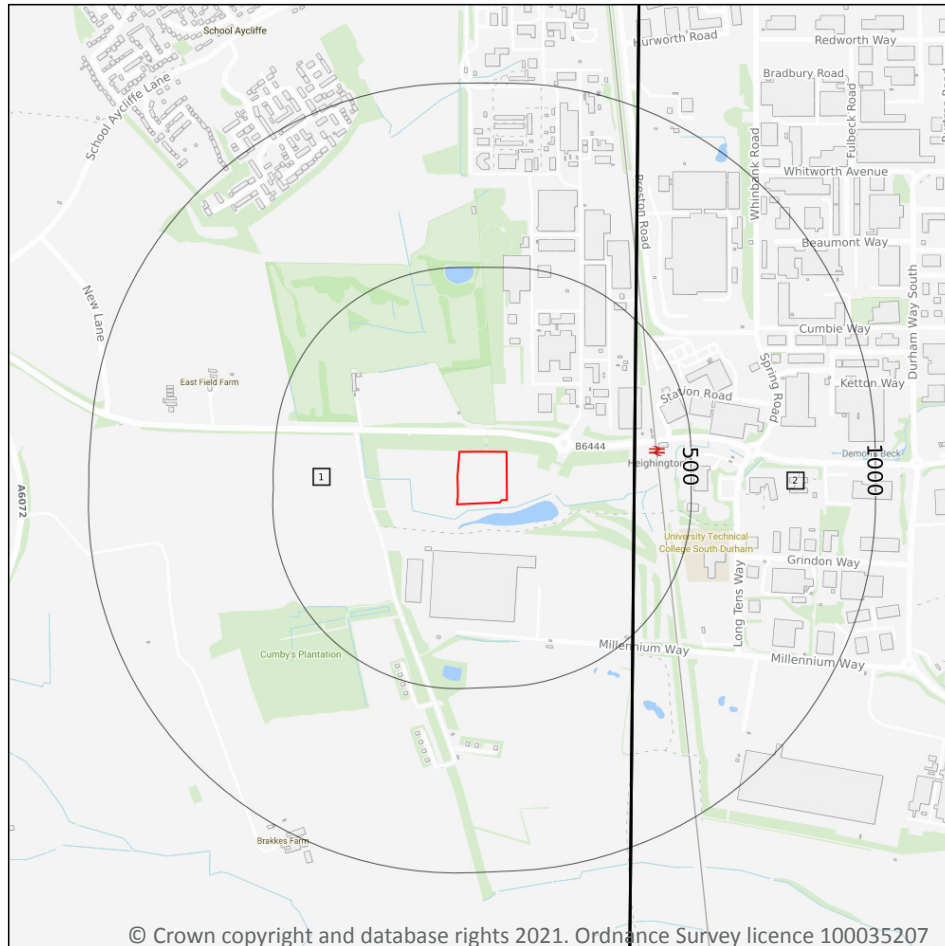 School Aycliffe
Hurworth Road
Redworth Way
Bradbury Road
School Aycliffe Lane
Fulbeck Road
Whinbank Road
Whitworth Avenue
Preston Road
Beaumont Way
New Lane
Durham Way South
Cumbie Way
Spring Road
East Field Farm
Station Road
Ketton Way
B6444
Heighington
500
Demons Beck
1000
1
2
A6072
University Technical
College South Durham
Grindon Way
Long Tens Way
Cumby's Plantation
Millennium Way
Millennium Way
Brakkes Farm
© Crown copyright and database rights 2021. Ordnance Survey licence 100035207